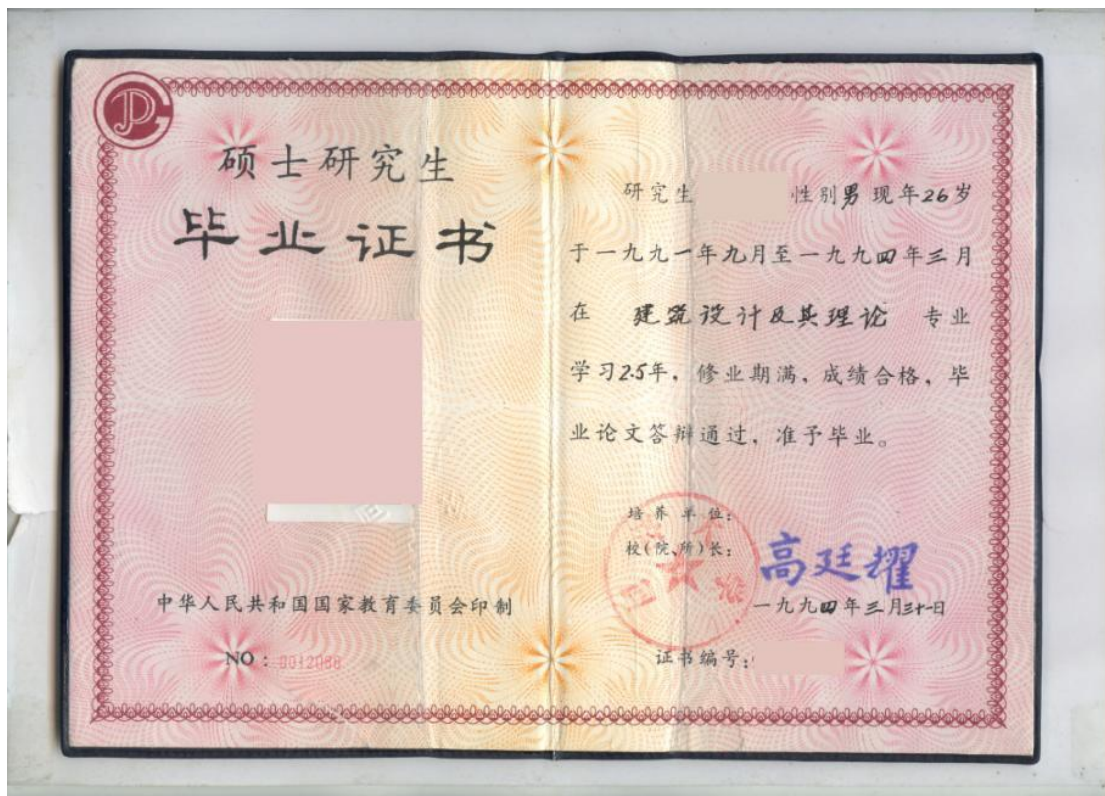 硕士研究生
毕业证书
中华人民共和国国家教育委员会印制
NO：0012086
研究生 性别男现年26岁
于一九九一年九月至一九九四年三月
在 建筑设计及其理论 专业
学习2.5年，修业期满，成绩合格，毕
业论文答辩通过，准予毕业。
培养单位：
校(院、所)长： 高廷耀
一九九四年三月三十一日
证书编号：